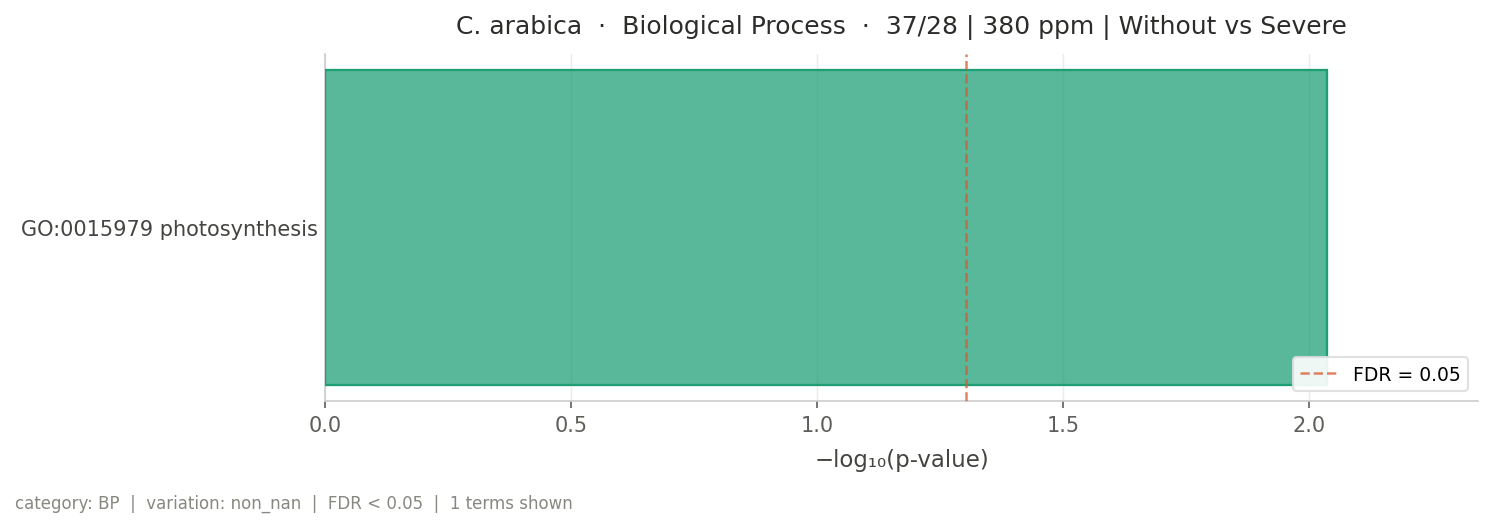 C. arabica · Biological Process · 37/28 | 380 ppm | Without vs Severe
GO:0015979 photosynthesis
FDR = 0.05
0.0 0.5 1.0 1.5 2.0
−log₁₀(p-value)
category: BP | variation: non_nan | FDR < 0.05 | 1 terms shown